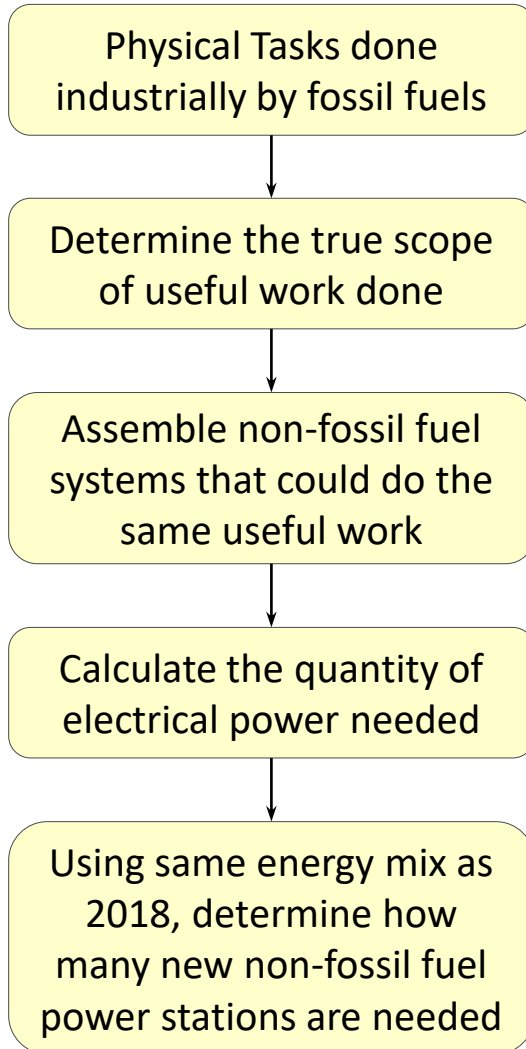 Physical Tasks done
industrially by fossil fuels
Determine the true scope
of useful work done
Assemble non-fossil fuel
systems that could do the
same useful work
Calculate the quantity of
electrical power needed
Using same energy mix as
2018, determine how
many new non-fossil fuel
power stations are needed